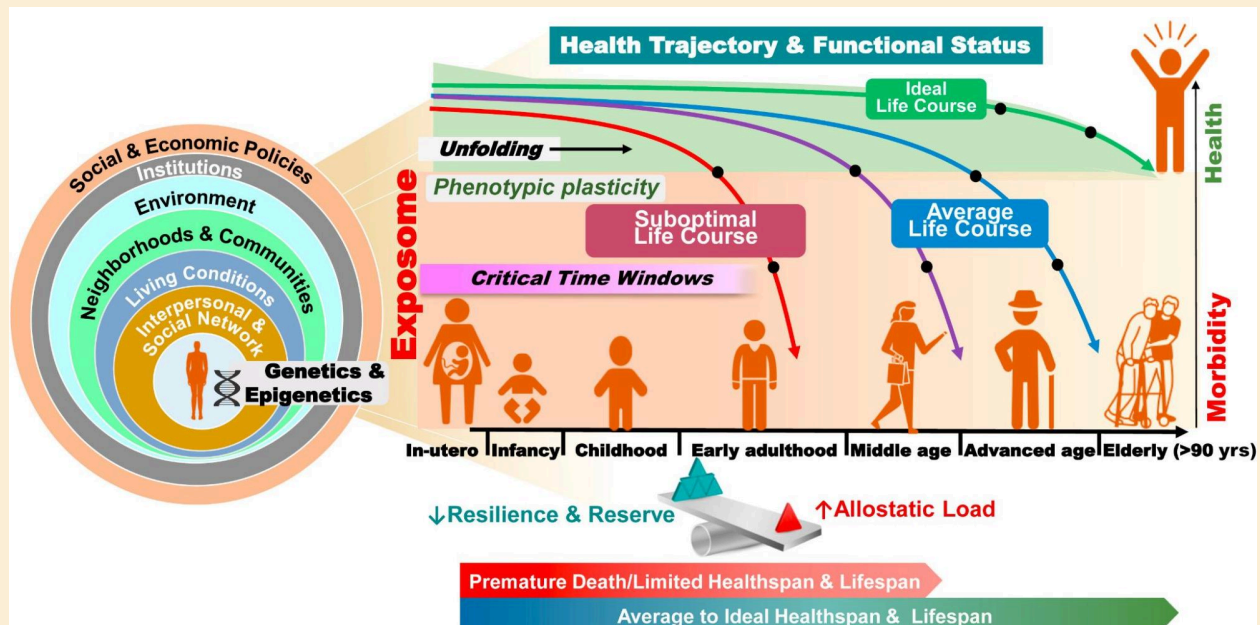 Health Trajectory & Functional Status
Social & Economic Policies
Institutions
Environment
Neighborhoods & Communities
Living Conditions
Interpersonal &
Social Network
Genetics &
Epigenetics
Exposome
Unfolding
Phenotypic plasticity
Critical Time Windows
Ideal
Life Course
Suboptimal
Life Course
Average
Life Course
Health
Morbidity
In-utero
Infancy
Childhood
Early adulthood
Middle age
Advanced age
Elderly (>90 yrs)
↓Resilience & Reserve
↑Allostatic Load
Premature Death/Limited Healthspan & Lifespan
Average to Ideal Healthspan & Lifespan